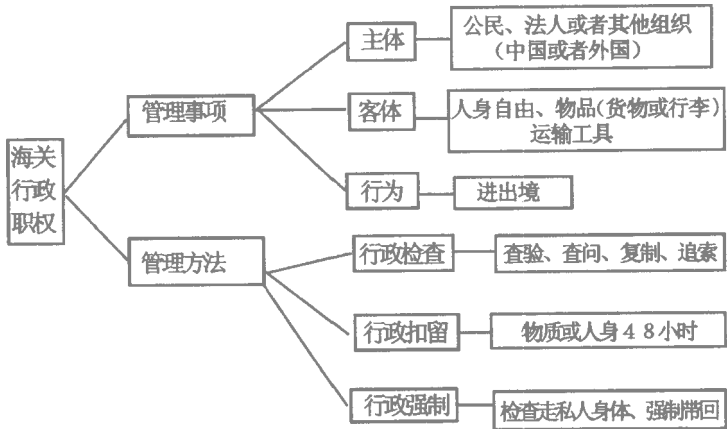 海关
行政
职权
管理事项
主体
公民、法人或者其他组织
（中国或者外国）
客体
人身自由、物品(货物或行李)
运输工具
行为
进出境
管理方法
行政检查
查验、查问、复制、追索
行政扣留
物质或人身48小时
行政强制
检查走私人身体、强制带回